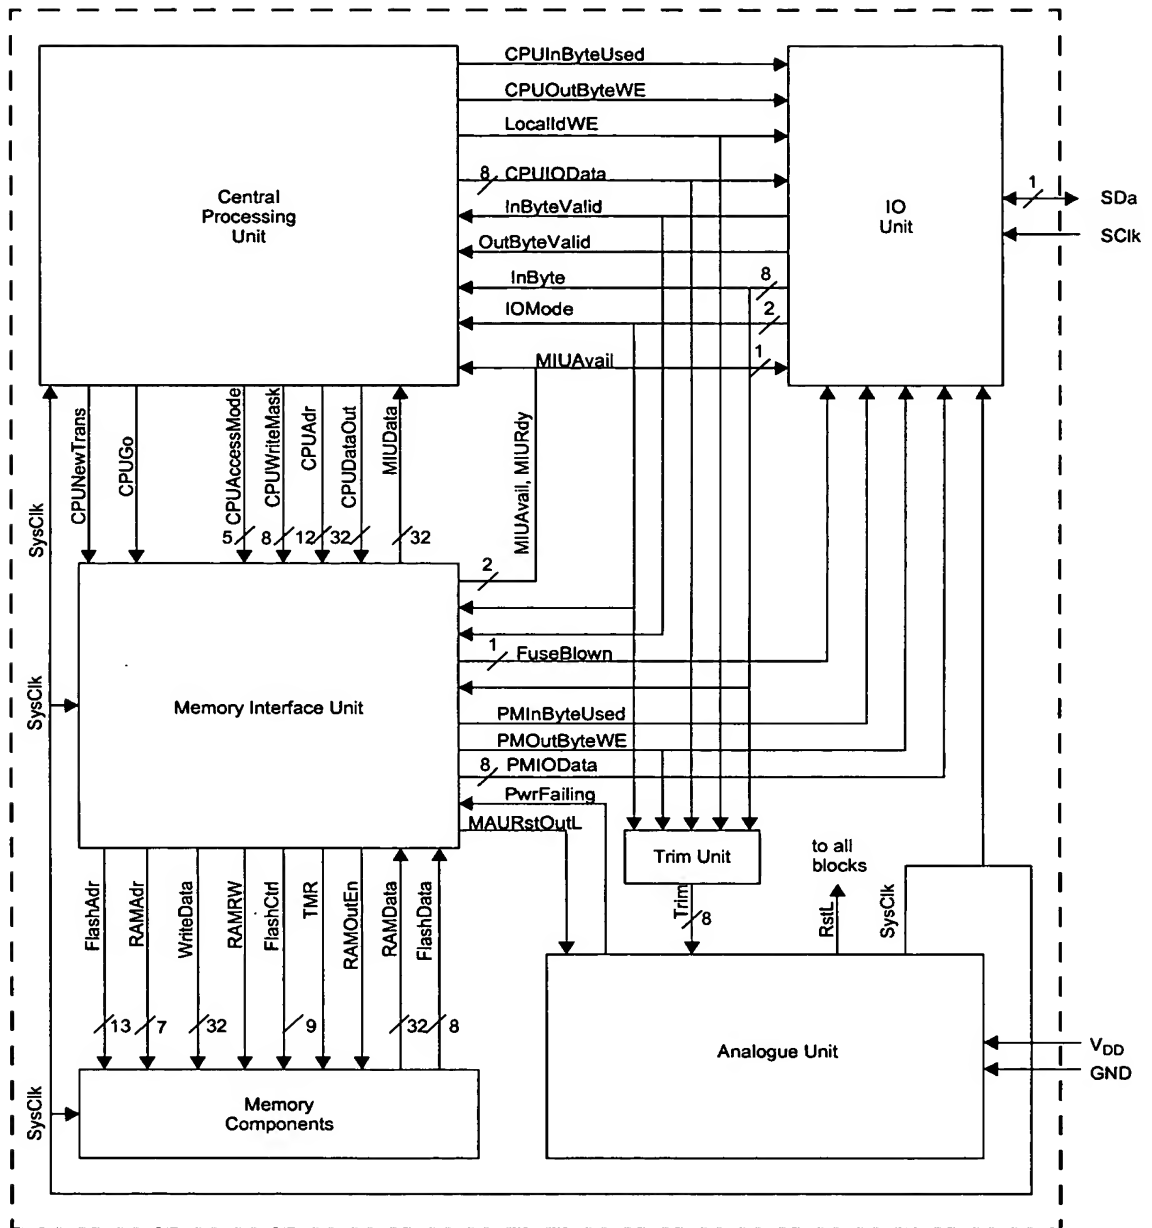 CPUInByteUsed
CPUOutByteWE
LocalIdWE
8 CPUIOData
InByteValid
OutByteValid
InByte 8
IOMode 2
MIUAvail 1
Central
Processing
Unit
IO
Unit
1
SDa
SClk
SysClk
CPUNewTrans
CPUGo
CPUAccessMode
5
CPUWriteMask
8
CPUAdr
12
CPUDataOut
32
MIUData
32
MIUAvail, MIURdy
2
1 FuseBlown
SysClk
Memory Interface Unit
PMInByteUsed
PMOutByteWE
8 PMIOData
PwrFailing
MAURstOutL
Trim Unit
Trim
8
to all
blocks
RstL
SysClk
FlashAdr
13
RAMAdr
7
WriteData
32
RAMRW
FlashCtrl
9
TMR
RAMOutEn
RAMData
32
FlashData
8
Analogue Unit
VDD
GND
SysClk
Memory
Components